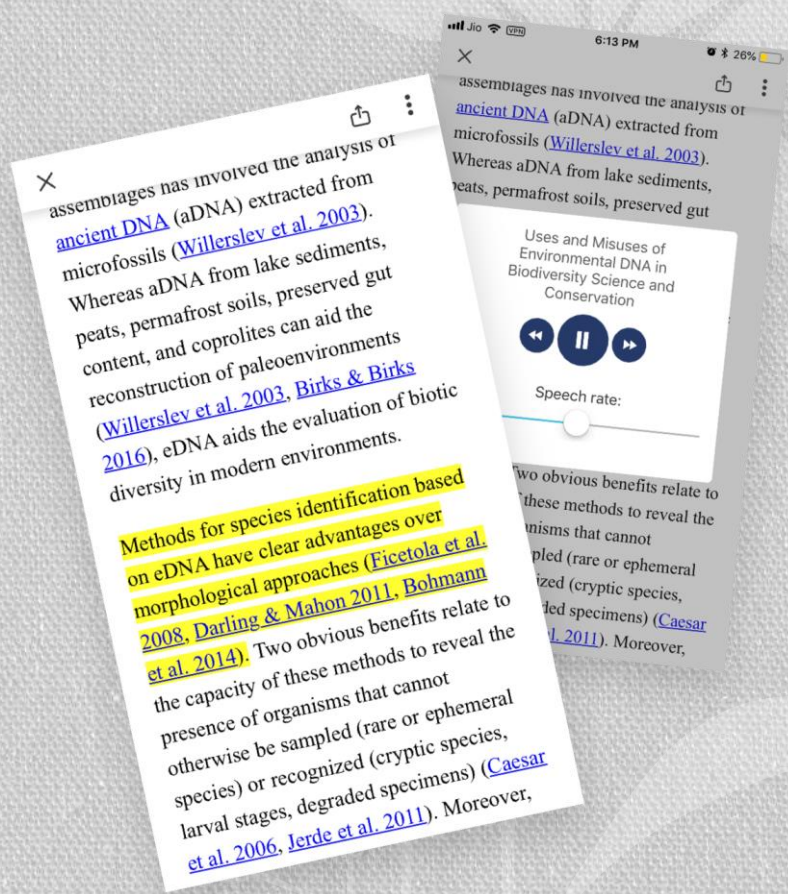 assemblages has involved the analysis of
ancient DNA (aDNA) extracted from
microfossils (Willerslev et al. 2003).
Whereas aDNA from lake sediments,
peats, permafrost soils, preserved gut
content, and coprolites can aid the
reconstruction of paleoenvironments
(Willerslev et al. 2003, Birks & Birks
2016), eDNA aids the evaluation of biotic
diversity in modern environments.
Methods for species identification based
on eDNA have clear advantages over
morphological approaches (Ficetola et al.
2008, Darling & Mahon 2011, Bohmann
et al. 2014). Two obvious benefits relate to
the capacity of these methods to reveal the
presence of organisms that cannot
otherwise be sampled (rare or ephemeral
species) or recognized (cryptic species,
larval stages, degraded specimens) (Caesar
et al. 2006, Jerde et al. 2011). Moreover,
Jio VPN 6:13 PM 26%
assemblages has involved the analysis of
ancient DNA (aDNA) extracted from
microfossils (Willerslev et al. 2003).
Whereas aDNA from lake sediments,
peats, permafrost soils, preserved gut
Uses and Misuses of
Environmental DNA in
Biodiversity Science and
Conservation
Speech rate:
Two obvious benefits relate to
these methods to reveal the
anisms that cannot
pled (rare or ephemeral
ized (cryptic species,
ded specimens) (Caesar
l. 2011). Moreover,